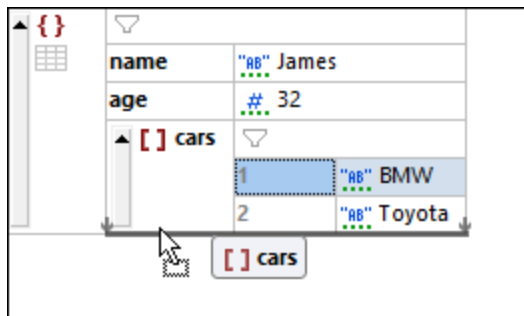 { }
name "AB" James
age # 32
[ ] cars
1 "AB" BMW
2 "AB" Toyota
[ ] cars